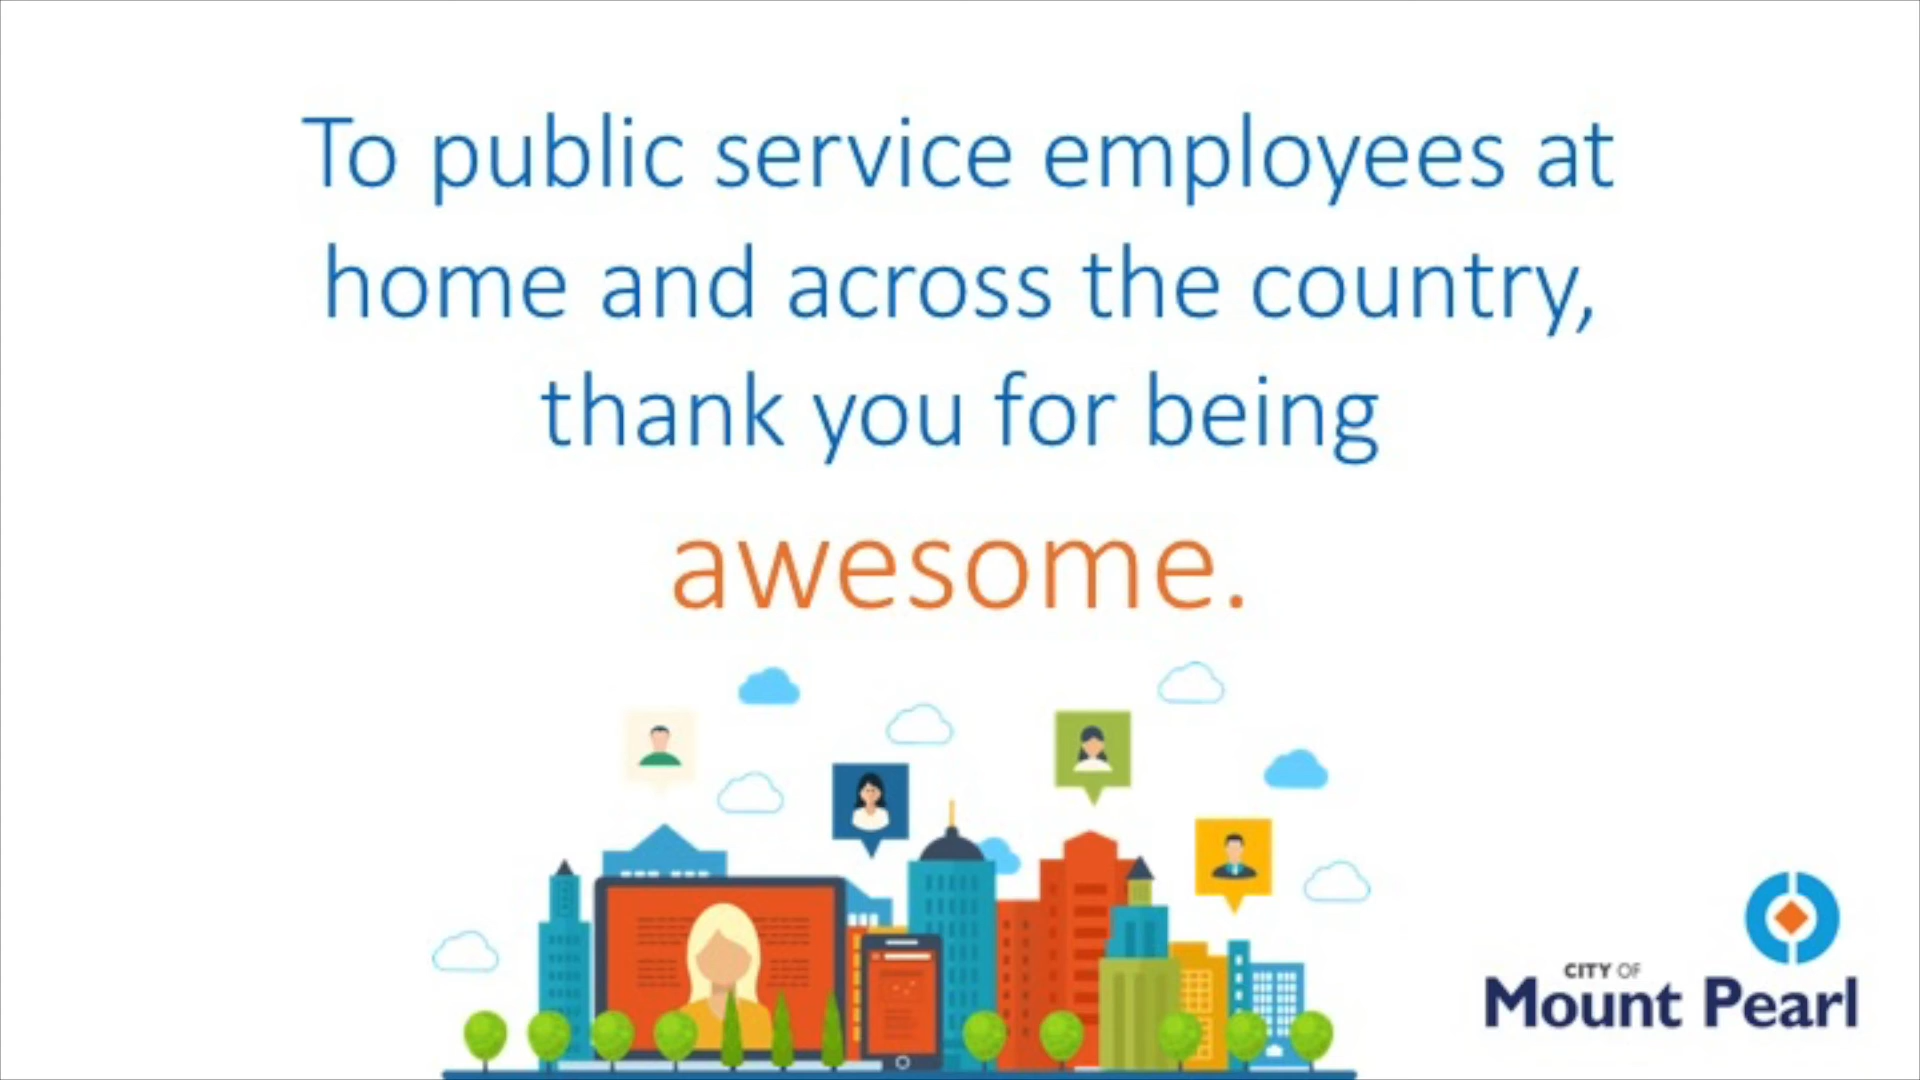 To public service employees at
home and across the country,
thank you for being
awesome.
CITY OF
Mount Pearl